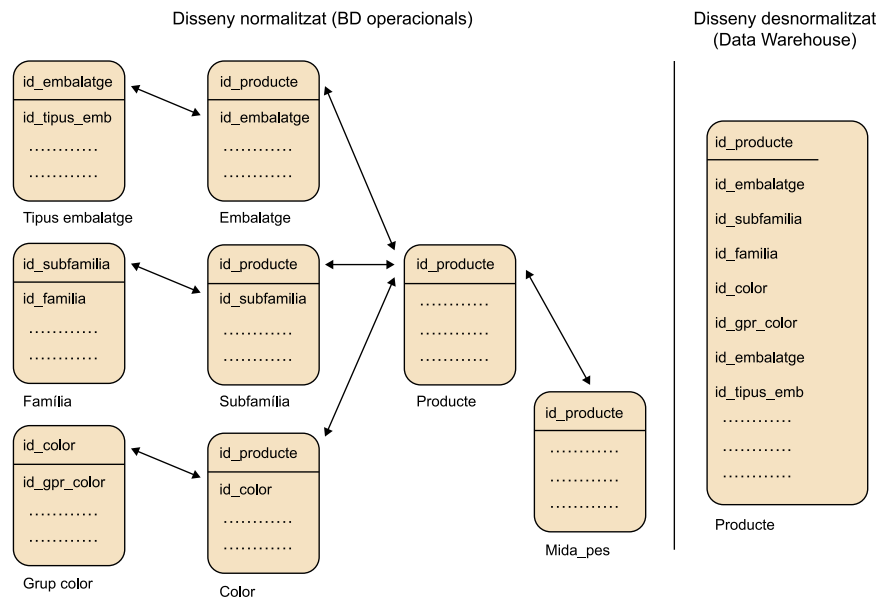 Disseny normalitzat (BD operacionals)
id_embalatge
id_tipus_emb
............
............
Tipus embalatge
id_producte
id_embalatge
............
............
Embalatge
id_subfamilia
id_familia
............
............
Família
id_producte
id_subfamilia
............
............
Subfamília
id_producte
............
............
............
Producte
id_color
id_gpr_color
............
............
Grup color
id_producte
id_color
............
............
Color
id_producte
............
............
............
Mida_pes
Disseny desnormalitzat
(Data Warehouse)
id_producte
id_embalatge
id_subfamilia
id_familia
id_color
id_gpr_color
id_embalatge
id_tipus_emb
............
............
............
Producte